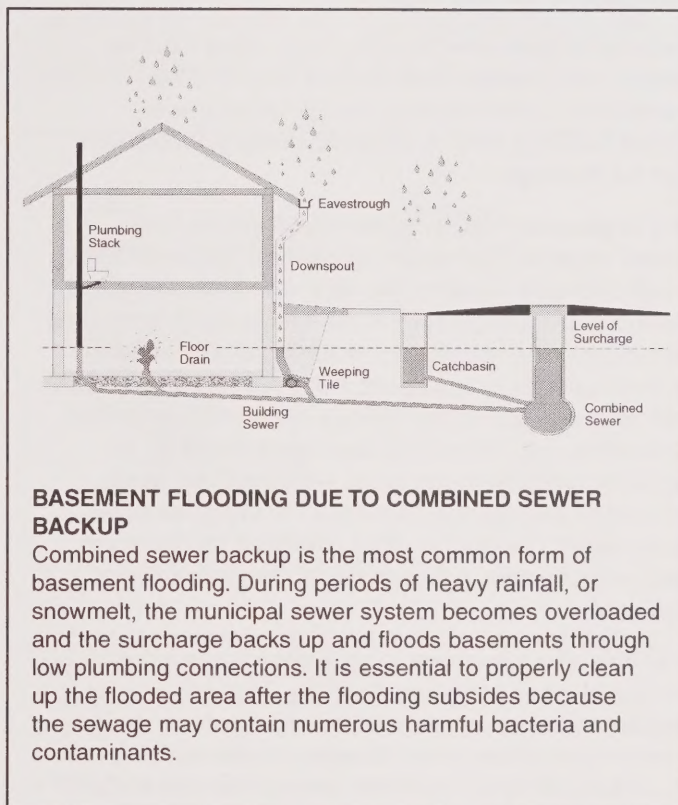 Eavestrough
Plumbing
Stack
Downspout
Floor
Drain
Level of
Surcharge
Weeping
Tile
Catchbasin
Building
Sewer
Combined
Sewer
BASEMENT FLOODING DUE TO COMBINED SEWER
BACKUP
Combined sewer backup is the most common form of
basement flooding. During periods of heavy rainfall, or
snowmelt, the municipal sewer system becomes overloaded
and the surcharge backs up and floods basements through
low plumbing connections. It is essential to properly clean
up the flooded area after the flooding subsides because
the sewage may contain numerous harmful bacteria and
contaminants.